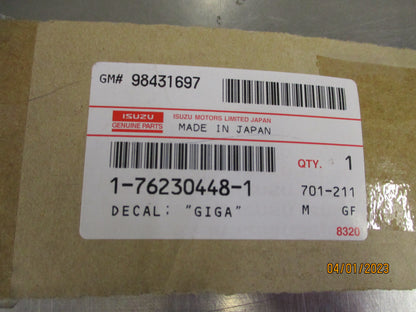 GM# 98431697
ISUZU
GENUINE PARTS
ISUZU MOTORS LIMITED JAPAN
MADE IN JAPAN
QTY. 1
1-76230448-1
701-211
DECAL; "GIGA"
M GF
8320
04/01/2023